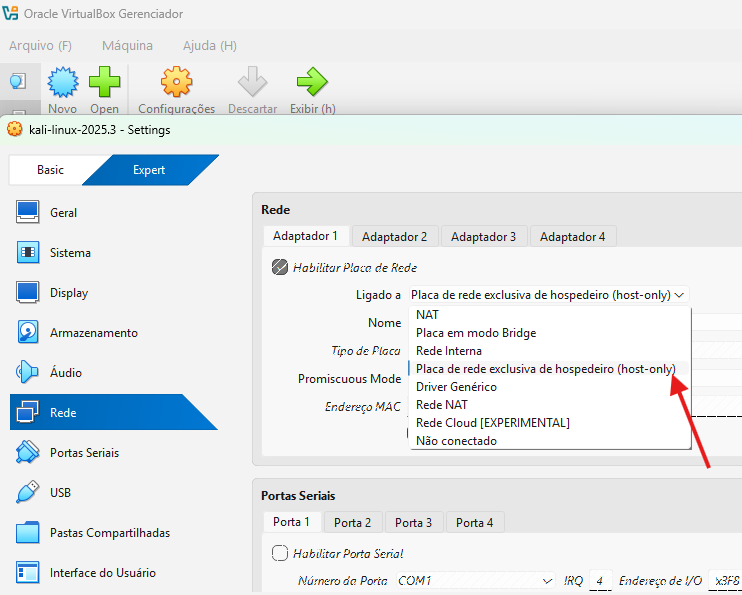 Oracle VirtualBox Gerenciador
Arquivo (F) Máquina Ajuda (H)
Novo Open Configurações Descartar Exibir (h)
kali-linux-2025.3 - Settings
Basic Expert
Geral
Sistema
Display
Armazenamento
Áudio
Rede
Portas Seriais
USB
Pastas Compartilhadas
Interface do Usuário
Rede
Adaptador 1 Adaptador 2 Adaptador 3 Adaptador 4
Habilitar Placa de Rede
Ligado a Placa de rede exclusiva de hospedeiro (host-only)
Nome
Tipo de Placa
Promiscuous Mode
Endereço MAC
NAT
Placa em modo Bridge
Rede Interna
Placa de rede exclusiva de hospedeiro (host-only)
Driver Genérico
Rede NAT
Rede Cloud [EXPERIMENTAL]
Não conectado
Portas Seriais
Porta 1 Porta 2 Porta 3 Porta 4
Habilitar Porta Serial
Número da Porta COM1 IRQ 4 Endereço de I/O x3F8